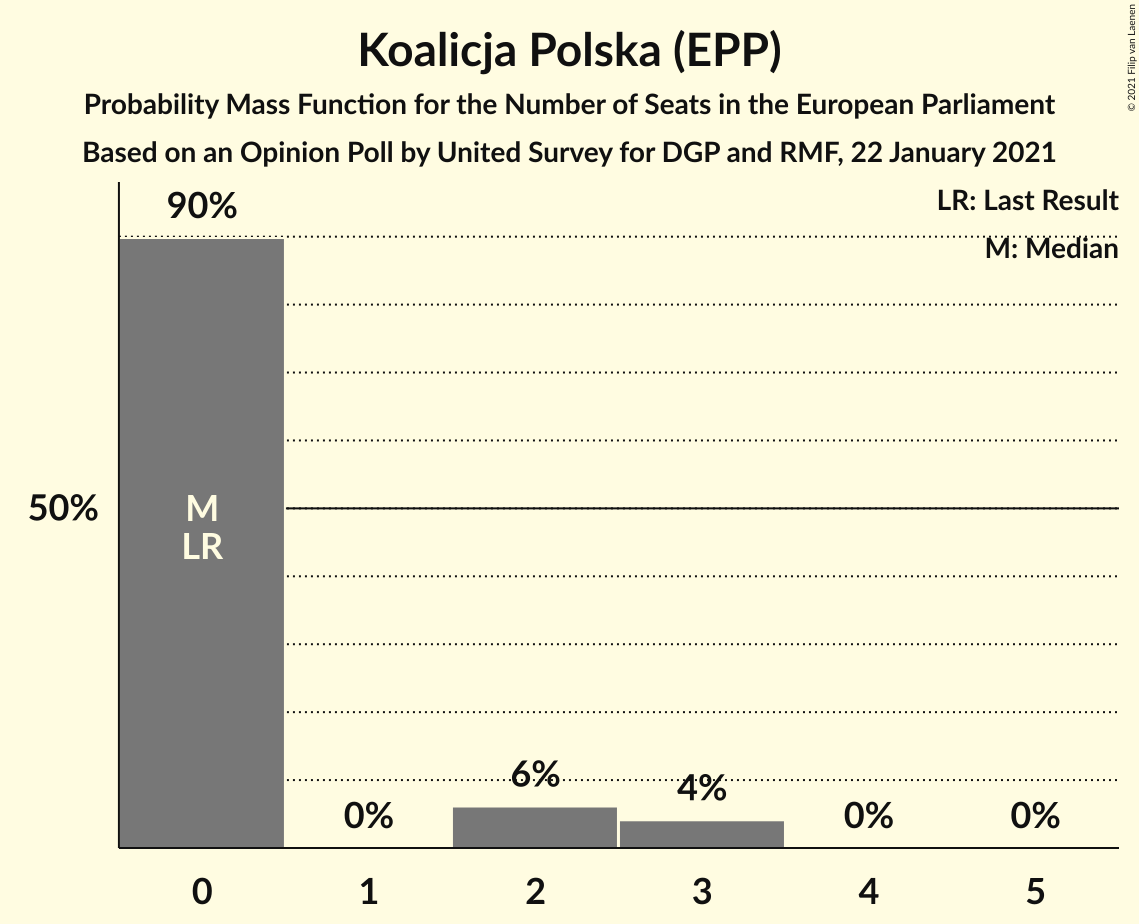 Koalicja Polska (EPP)
Probability Mass Function for the Number of Seats in the European Parliament
Based on an Opinion Poll by United Survey for DGP and RMF, 22 January 2021
© 2021 Filip van Laenen
LR: Last Result
M: Median
90%
50%
M
LR
0%
6%
4%
0%
0%
0
1
2
3
4
5